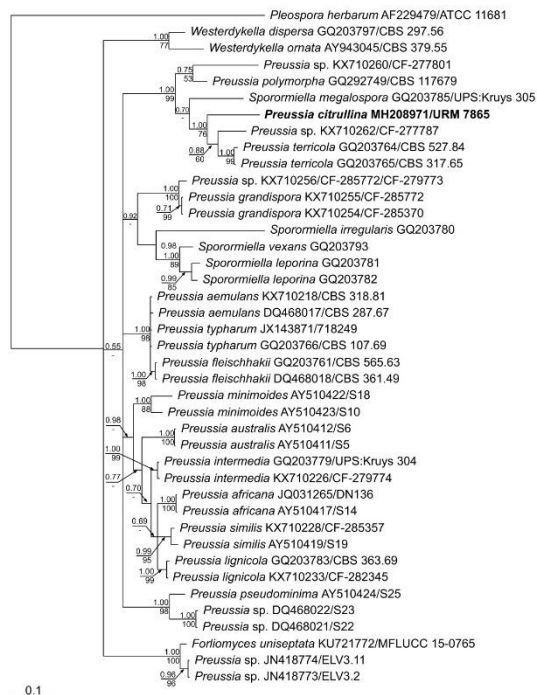 Pleospora herbarum AF229479/ATCC 11681
Westerdykella dispersa GQ203797/CBS 297.56
1.00
77
Westerdykella ornata AY943045/CBS 379.55
Preussia sp. KX710260/CF-277801
0.75
53
1.00
99
Preussia polymorpha GQ292749/CBS 117679
Sporormiella megalospora GQ203785/UPS:Kruys 305
0.70
-
Preussia citrullina MH208971/URM 7865
1.00
76
Preussia sp. KX710262/CF-277787
0.88
60
Preussia terricola GQ203764/CBS 527.84
1.00
99
Preussia terricola GQ203765/CBS 317.65
Preussia sp. KX710256/CF-285772/CF-279773
1.00
100
Preussia grandispora KX710255/CF-285772
0.71
99
Preussia grandispora KX710254/CF-285370
0.92
-
Sporormiella irregularis GQ203780
0.98
Sporormiella vexans GQ203793
1.00
89
Sporormiella leporina GQ203781
0.99
85
Sporormiella leporina GQ203782
Preussia aemulans KX710218/CBS 318.81
Preussia aemulans DQ468017/CBS 287.67
1.00
98
Preussia typharum JX143871/718249
Preussia typharum GQ203766/CBS 107.69
0.55
-
Preussia fleischhakii GQ203761/CBS 565.63
1.00
98
Preussia fleischhakii DQ468018/CBS 361.49
Preussia minimoides AY510422/S18
1.00
88
Preussia minimoides AY510423/S10
0.98
-
Preussia australis AY510412/S6
1.00
100
Preussia australis AY510411/S5
1.00
99
Preussia intermedia GQ203779/UPS:Kruys 304
Preussia intermedia KX710226/CF-279774
0.77
-
0.70
-
Preussia africana JQ031265/DN136
1.00
100
Preussia africana AY510417/S14
0.69
-
Preussia similis KX710228/CF-285357
0.99
95
Preussia similis AY510419/S19
Preussia lignicola GQ203783/CBS 363.69
1.00
99
Preussia lignicola KX710233/CF-282345
Preussia pseudominima AY510424/S25
1.00
98
Preussia sp. DQ468022/S23
1.00
100
Preussia sp. DQ468021/S22
Forliomyces uniseptata KU721772/MFLUCC 15-0765
1.00
100
Preussia sp. JN418774/ELV3.11
0.98
96
Preussia sp. JN418773/ELV3.2
0.1